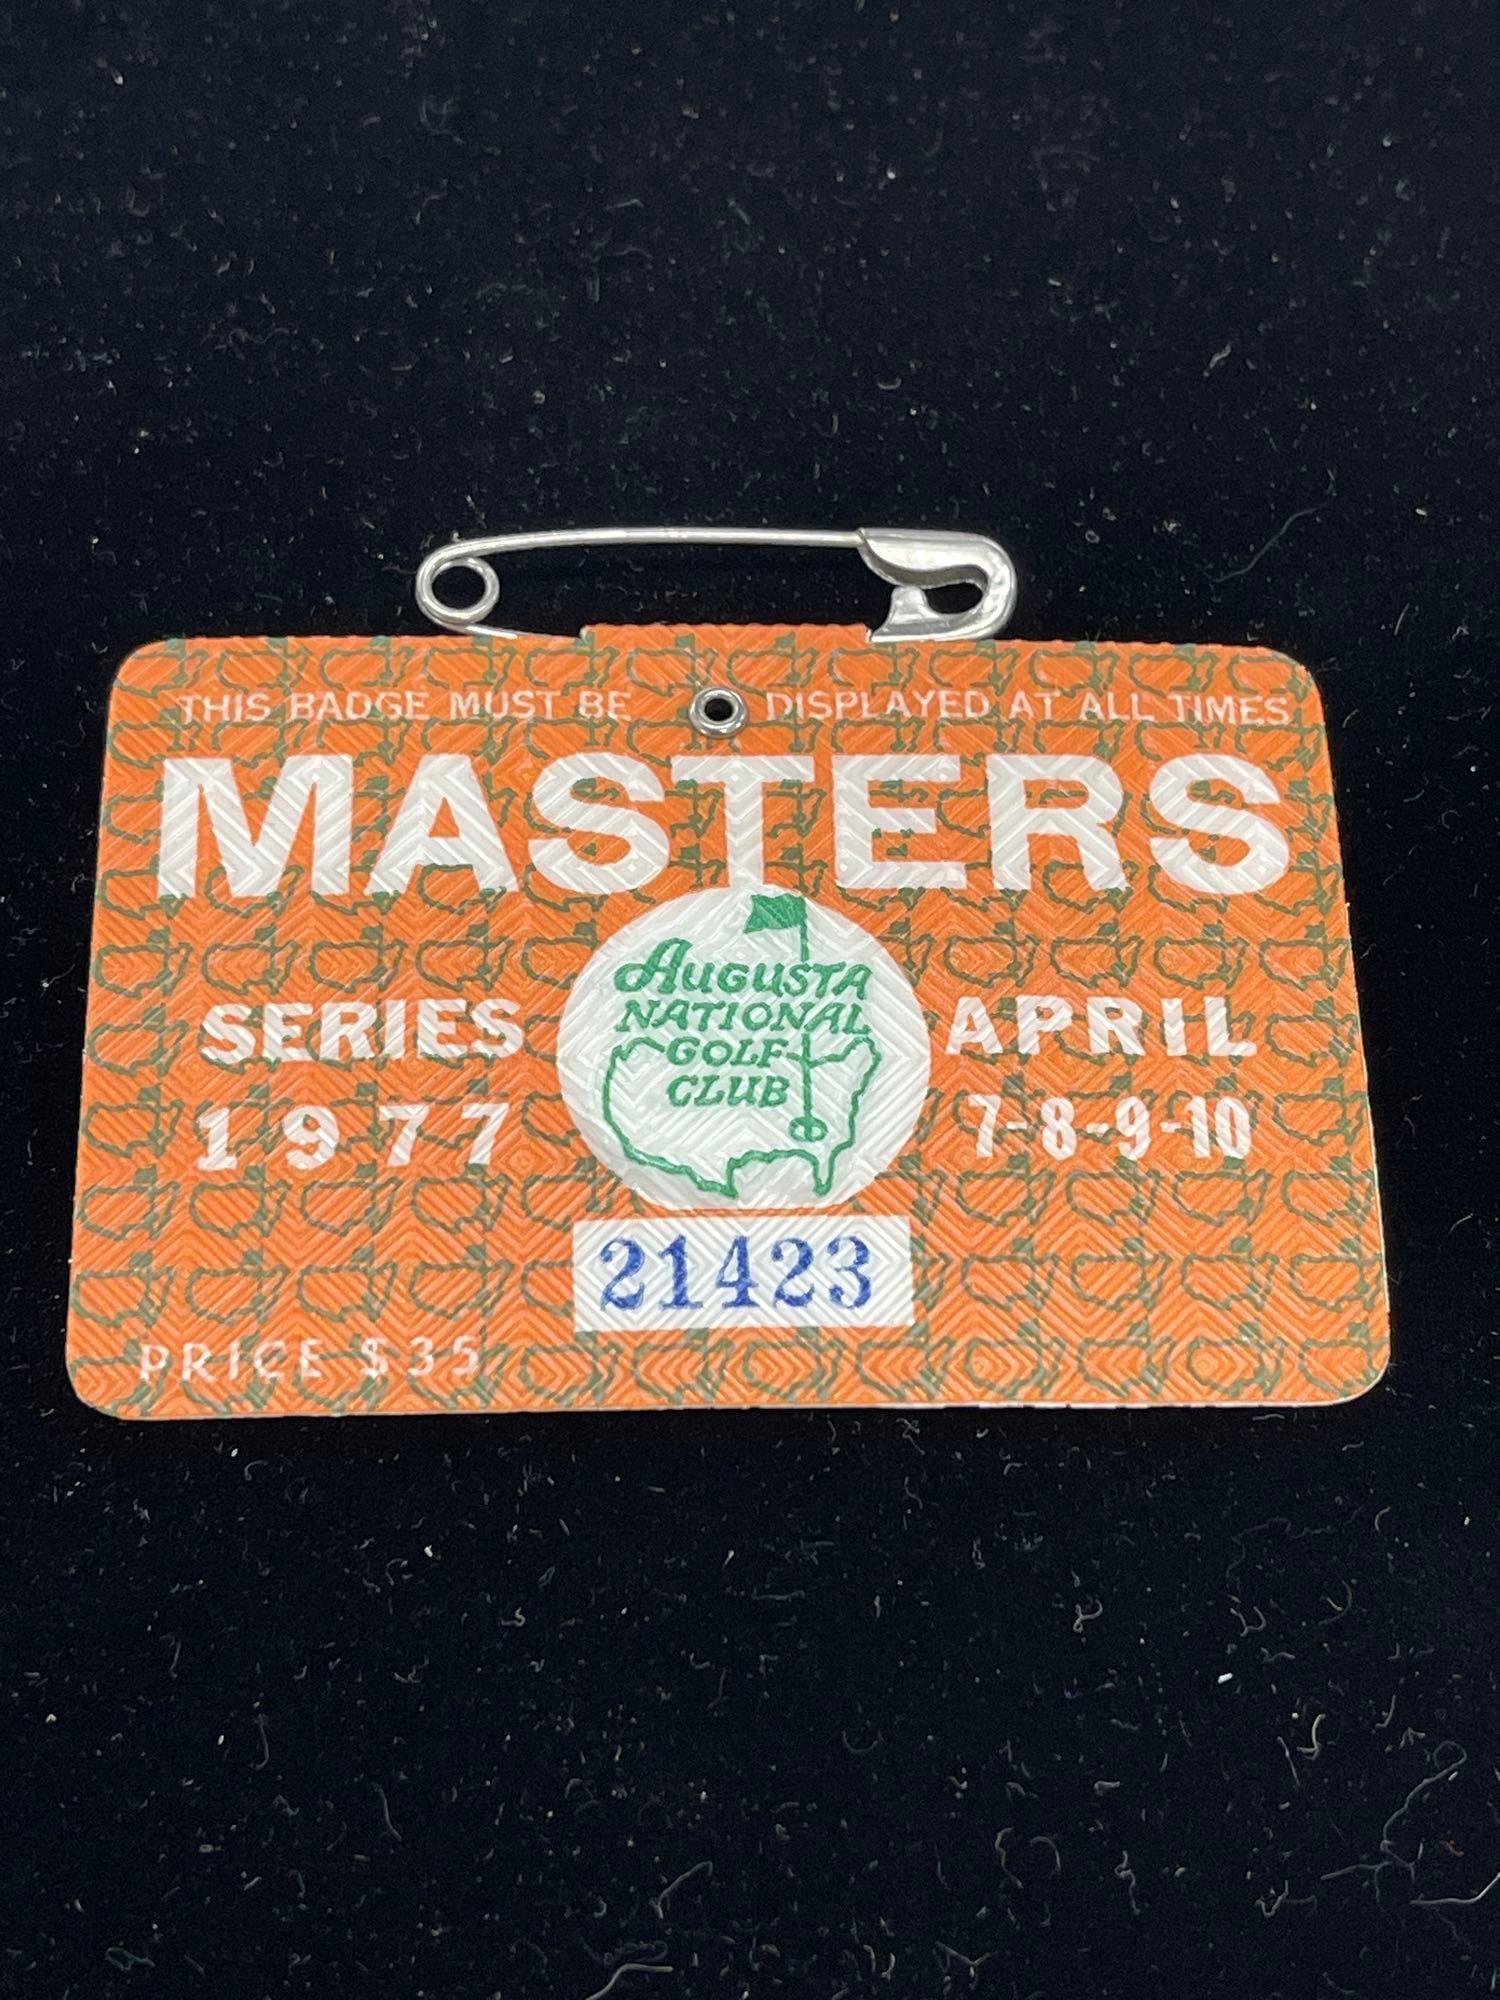 THIS BADGE MUST BE DISPLAYED AT ALL TIMES
MASTERS
SERIES
1977
AUGUSTA
NATIONAL
GOLF
CLUB
APRIL
7-8-9-10
21423
PRICE $35